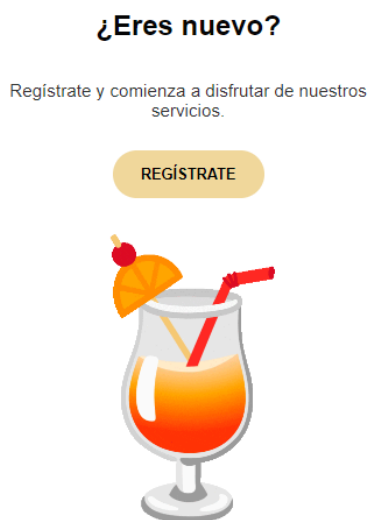 ¿Eres nuevo?
Regístrate y comienza a disfrutar de nuestros
servicios.
REGÍSTRATE